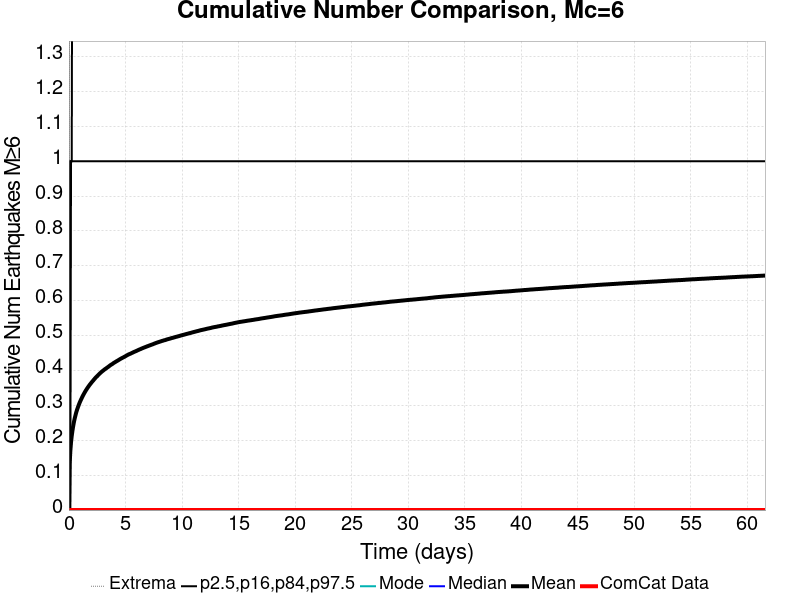 Cumulative Number Comparison, Mc=6
Cumulative Num Earthquakes M≥6
1.3
1.2
1.1
1
0.9
0.8
0.7
0.6
0.5
0.4
0.3
0.2
0.1
0
0 5 10 15 20 25 30 35 40 45 50 55 60
Time (days)
Extrema p2.5,p16,p84,p97.5 Mode Median Mean ComCat Data